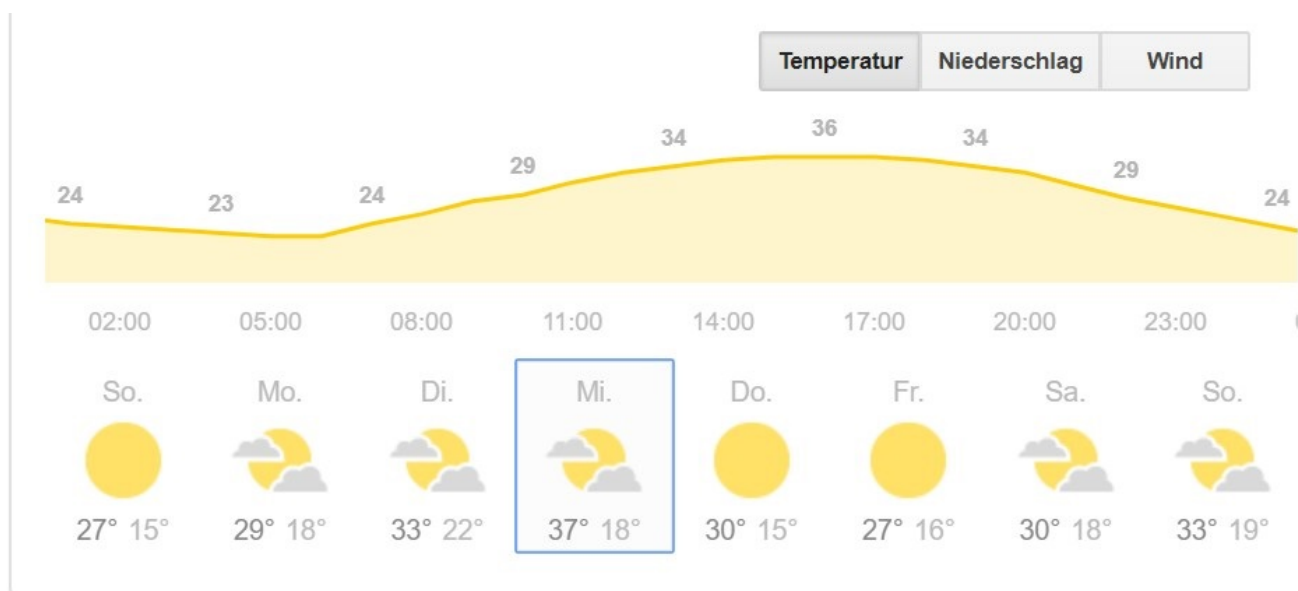 Temperatur Niederschlag Wind
24 23 24 29 34 36 34 29 24
02:00 05:00 08:00 11:00 14:00 17:00 20:00 23:00
So. Mo. Di. Mi. Do. Fr. Sa. So.
27° 15° 29° 18° 33° 22° 37° 18° 30° 15° 27° 16° 30° 18° 33° 19°